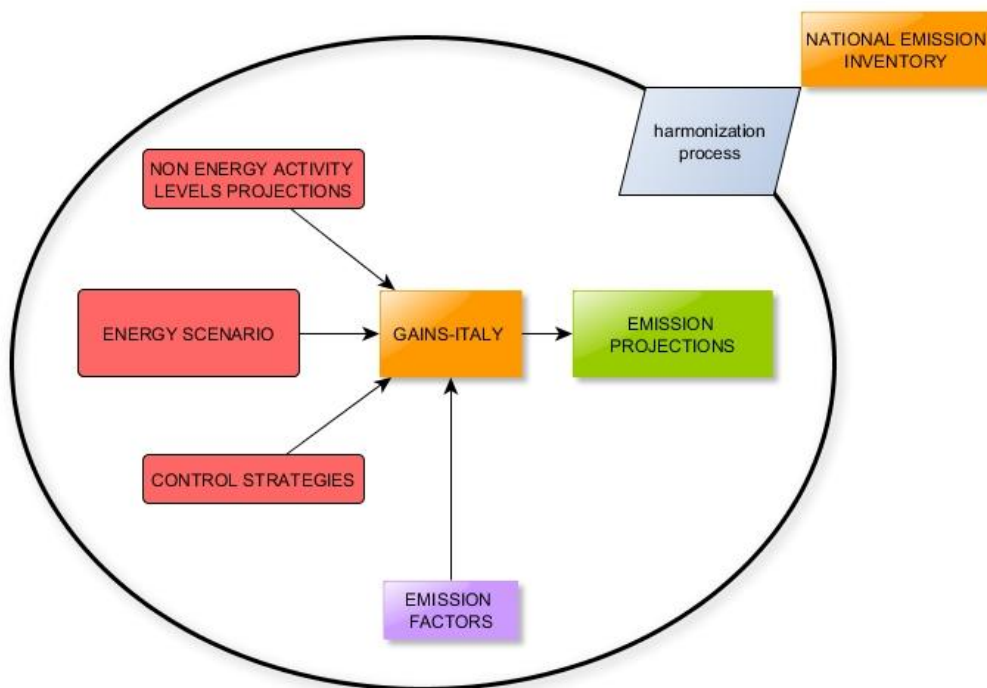 NATIONAL EMISSION
INVENTORY
harmonization
process
NON ENERGY ACTIVITY
LEVELS PROJECTIONS
ENERGY SCENARIO
GAINS-ITALY
EMISSION
PROJECTIONS
CONTROL STRATEGIES
EMISSION
FACTORS